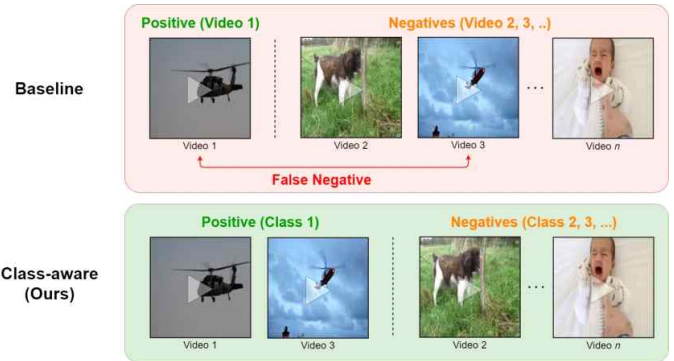 Positive (Video 1)
Negatives (Video 2, 3, ..)
Baseline
...
Video 1
Video 2
Video 3
Video n
False Negative
Positive (Class 1)
Negatives (Class 2, 3, ...)
Class-aware
(Ours)
...
Video 1
Video 3
Video 2
Video n